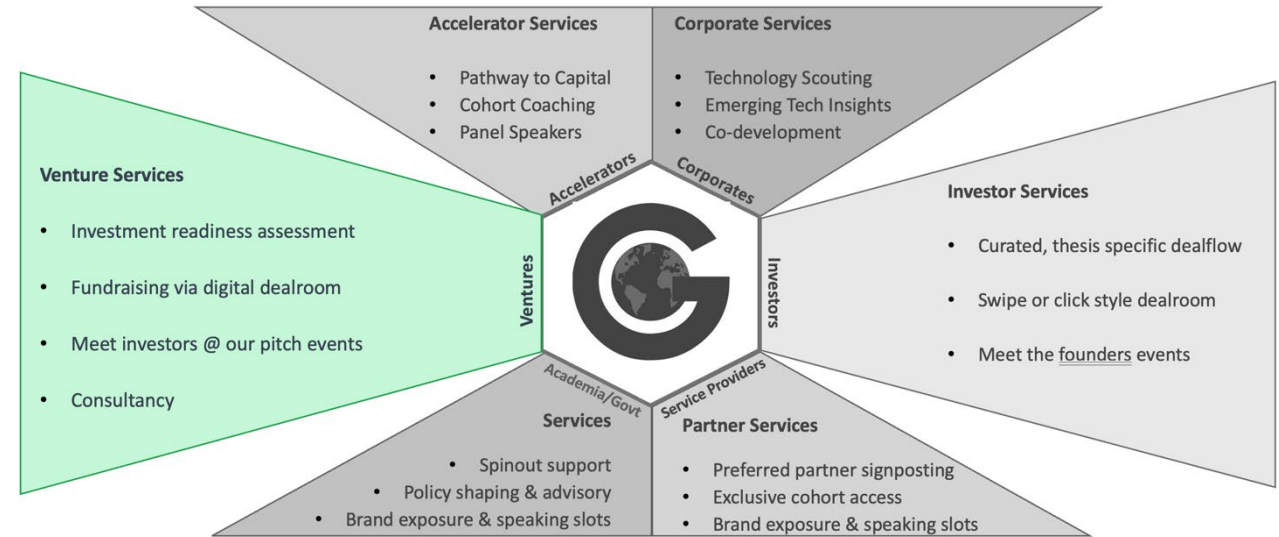 Accelerator Services
• Pathway to Capital
• Cohort Coaching
• Panel Speakers
Corporate Services
• Technology Scouting
• Emerging Tech Insights
• Co-development
Venture Services
• Investment readiness assessment
• Fundraising via digital dealroom
• Meet investors @ our pitch events
• Consultancy
Accelerators
Corporates
Ventures
Investors
Academia/Govt
Service Providers
Investor Services
• Curated, thesis specific dealflow
• Swipe or click style dealroom
• Meet the founders events
Services
• Spinout support
• Policy shaping & advisory
• Brand exposure & speaking slots
Partner Services
• Preferred partner signposting
• Exclusive cohort access
• Brand exposure & speaking slots